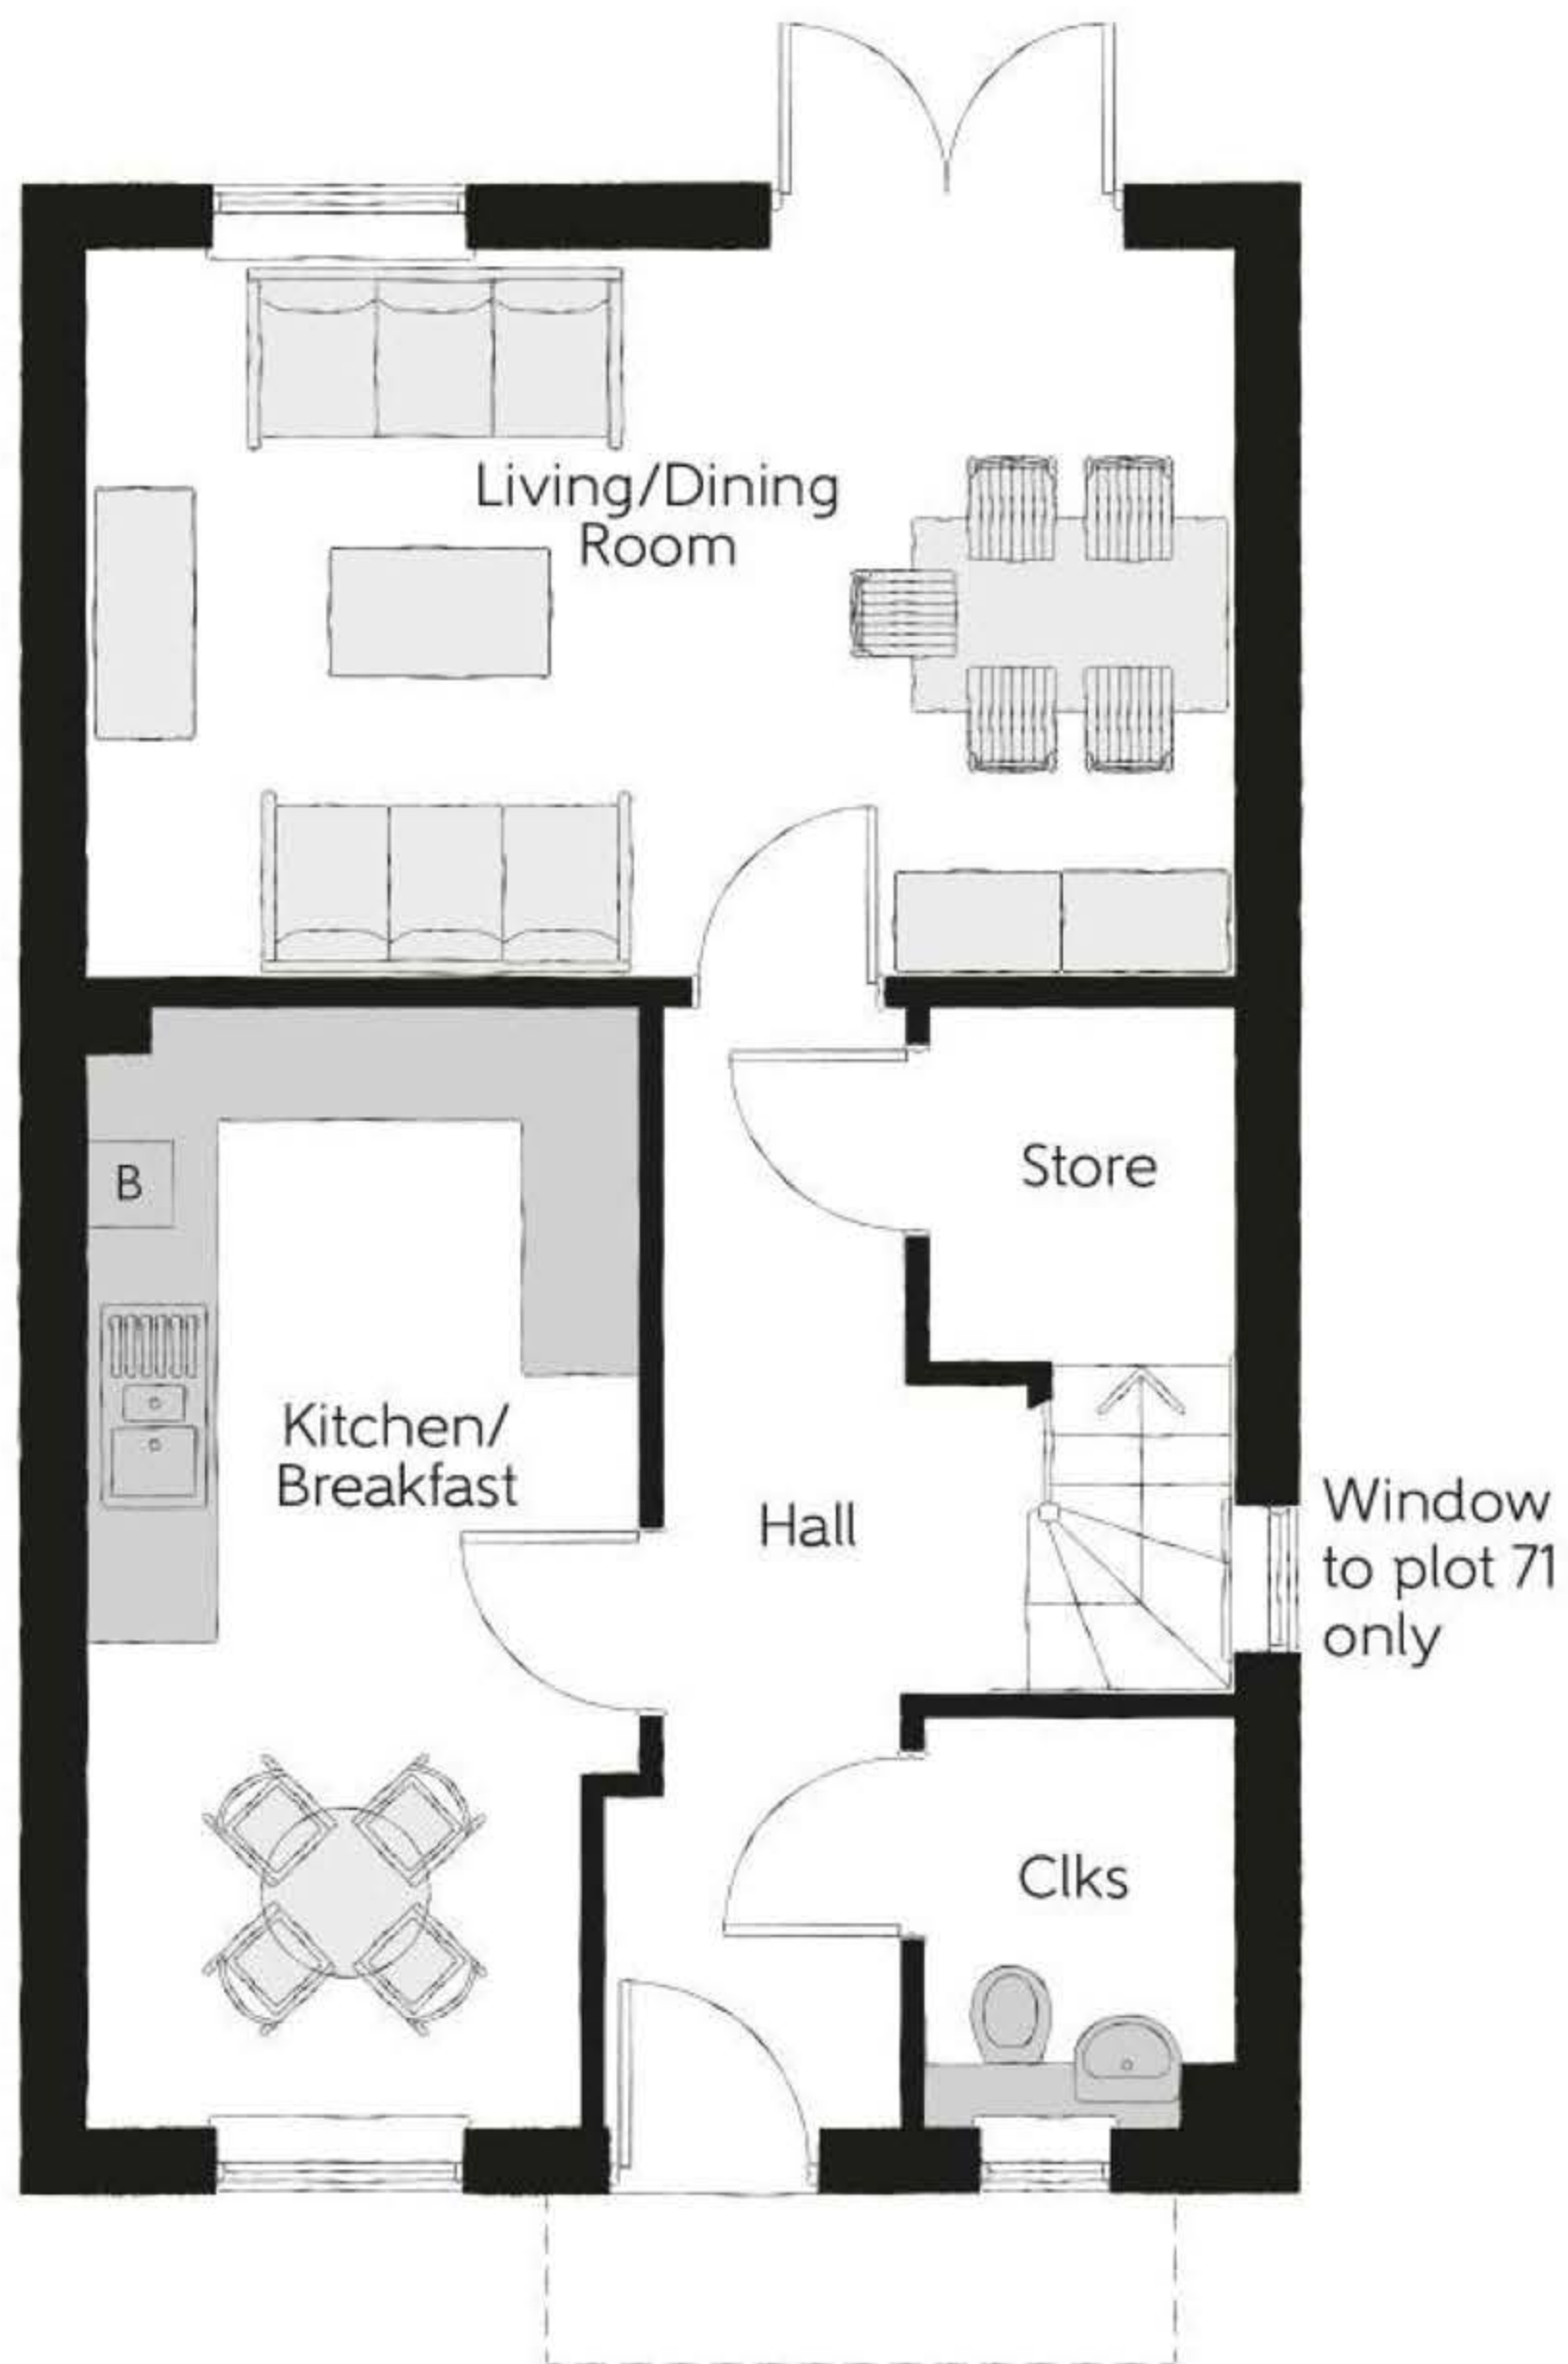 Living/Dining
Room
B
Store
Kitchen/
Breakfast
Hall
Window
to plot 71
only
Clks